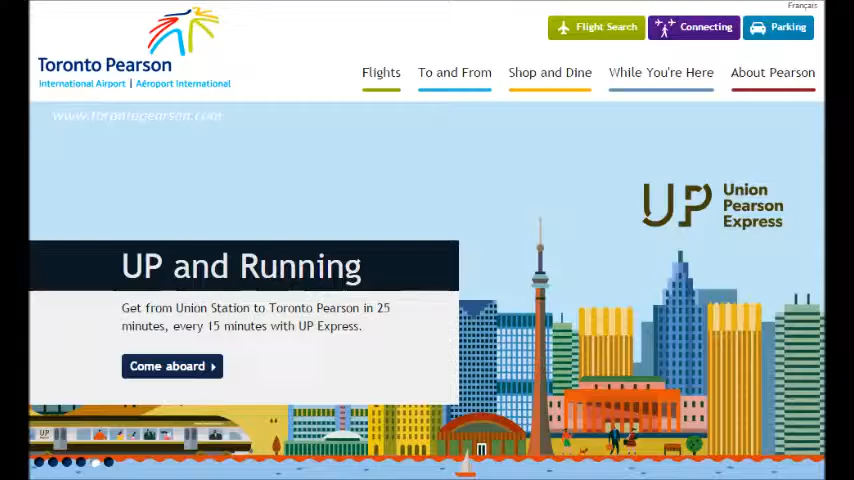 Français
Flight Search
Connecting
Parking
Toronto Pearson
International Airport | Aéroport International
Flights
To and From
Shop and Dine
While You're Here
About Pearson
www.torontopearson.com
UP Union
Pearson
Express
UP and Running
Get from Union Station to Toronto Pearson in 25
minutes, every 15 minutes with UP Express.
Come aboard
UP